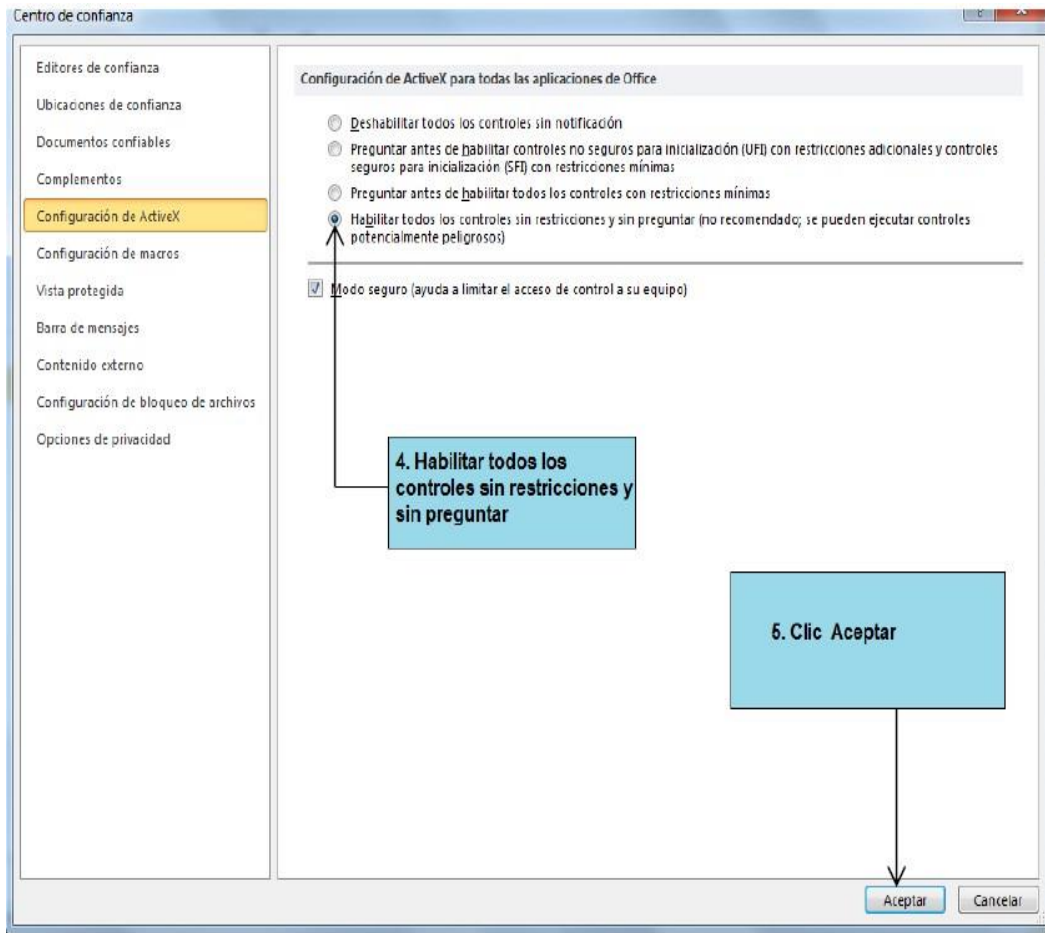 Centro de confianza
Editores de confianza
Ubicaciones de confianza
Documentos confiables
Complementos
Configuración de ActiveX
Configuración de macros
Vista protegida
Barra de mensajes
Contenido externo
Configuración de bloqueo de archivos
Opciones de privacidad
Configuración de ActiveX para todas las aplicaciones de Office
Deshabilitar todos los controles sin notificación
Preguntar antes de habilitar controles no seguros para inicialización (UFI) con restricciones adicionales y controles
seguros para inicialización (SFI) con restricciones mínimas
Preguntar antes de habilitar todos los controles con restricciones mínimas
Habilitar todos los controles sin restricciones y sin preguntar (no recomendado; se pueden ejecutar controles
potencialmente peligrosos)
Modo seguro (ayuda a limitar el acceso de control a su equipo)
4. Habilitar todos los
controles sin restricciones y
sin preguntar
5. Clic Aceptar
Aceptar
Cancelar